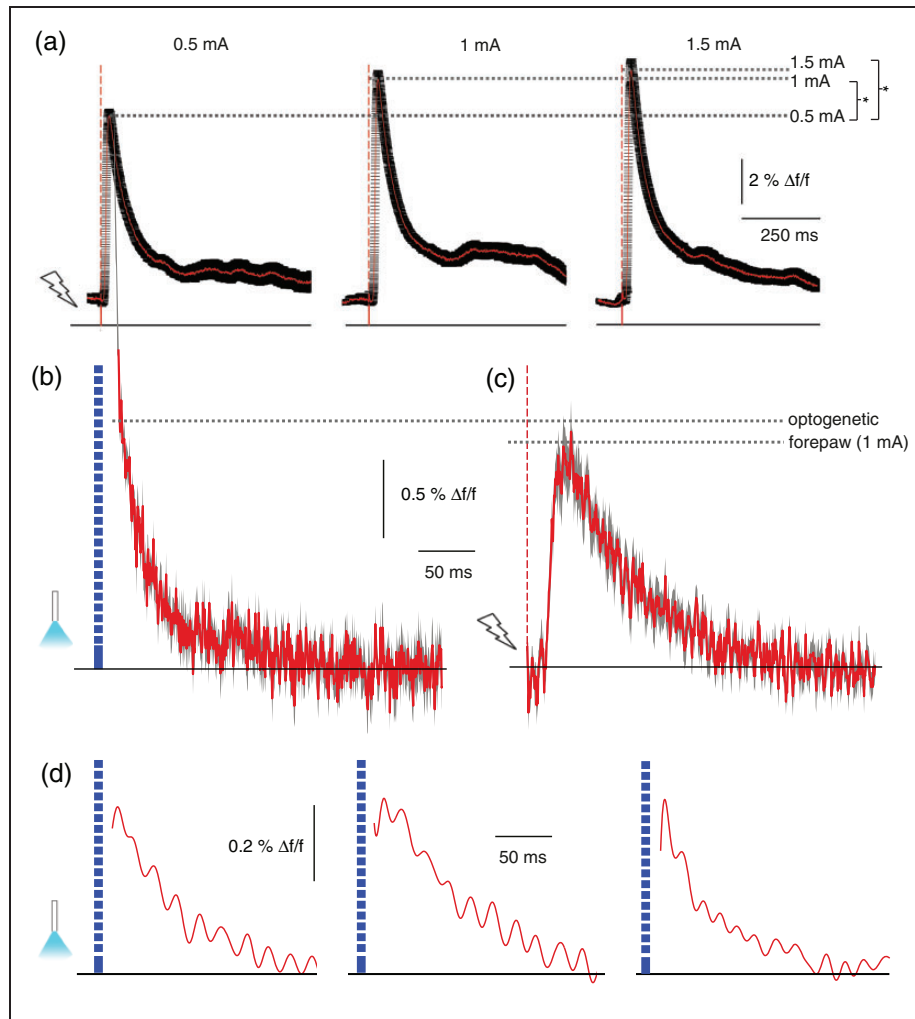 (a)
0.5 mA
1 mA
1.5 mA
1.5 mA
1 mA
0.5 mA
*
*
2 % Δf/f
250 ms
(b)
(c)
optogenetic
forepaw (1 mA)
0.5 % Δf/f
50 ms
(d)
0.2 % Δf/f
50 ms